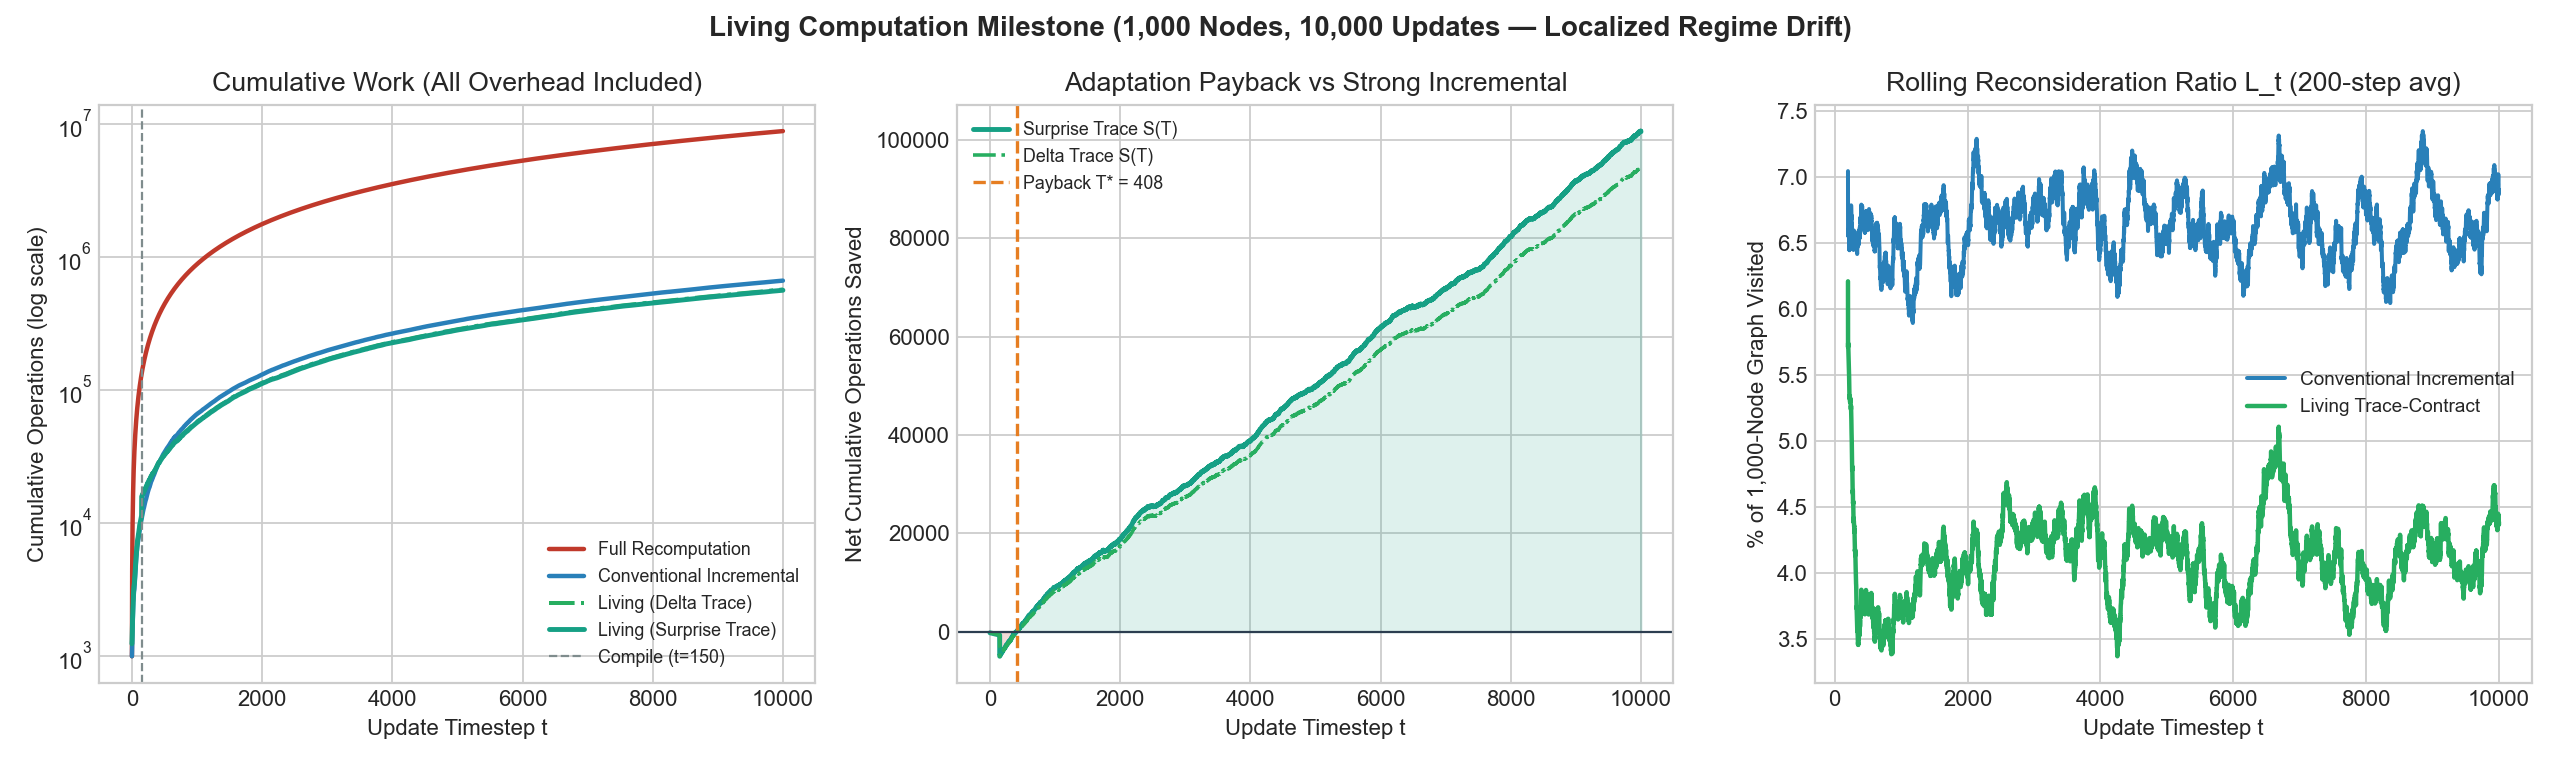 Living Computation Milestone (1,000 Nodes, 10,000 Updates — Localized Regime Drift)
Cumulative Work (All Overhead Included)
Cumulative Operations (log scale)
10^7
10^6
10^5
10^4
10^3
Full Recomputation
Conventional Incremental
Living (Delta Trace)
Living (Surprise Trace)
Compile (t=150)
0 2000 4000 6000 8000 10000
Update Timestep t
Adaptation Payback vs Strong Incremental
Net Cumulative Operations Saved
100000
80000
60000
40000
20000
0
Surprise Trace S(T)
Delta Trace S(T)
Payback T* = 408
0 2000 4000 6000 8000 10000
Update Timestep t
Rolling Reconsideration Ratio L_t (200-step avg)
% of 1,000-Node Graph Visited
7.5
7.0
6.5
6.0
5.5
5.0
4.5
4.0
3.5
Conventional Incremental
Living Trace-Contract
0 2000 4000 6000 8000 10000
Update Timestep t